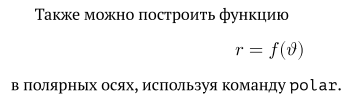 Также можно построить функцию
r = f(ϑ)
в полярных осях, используя команду polar.